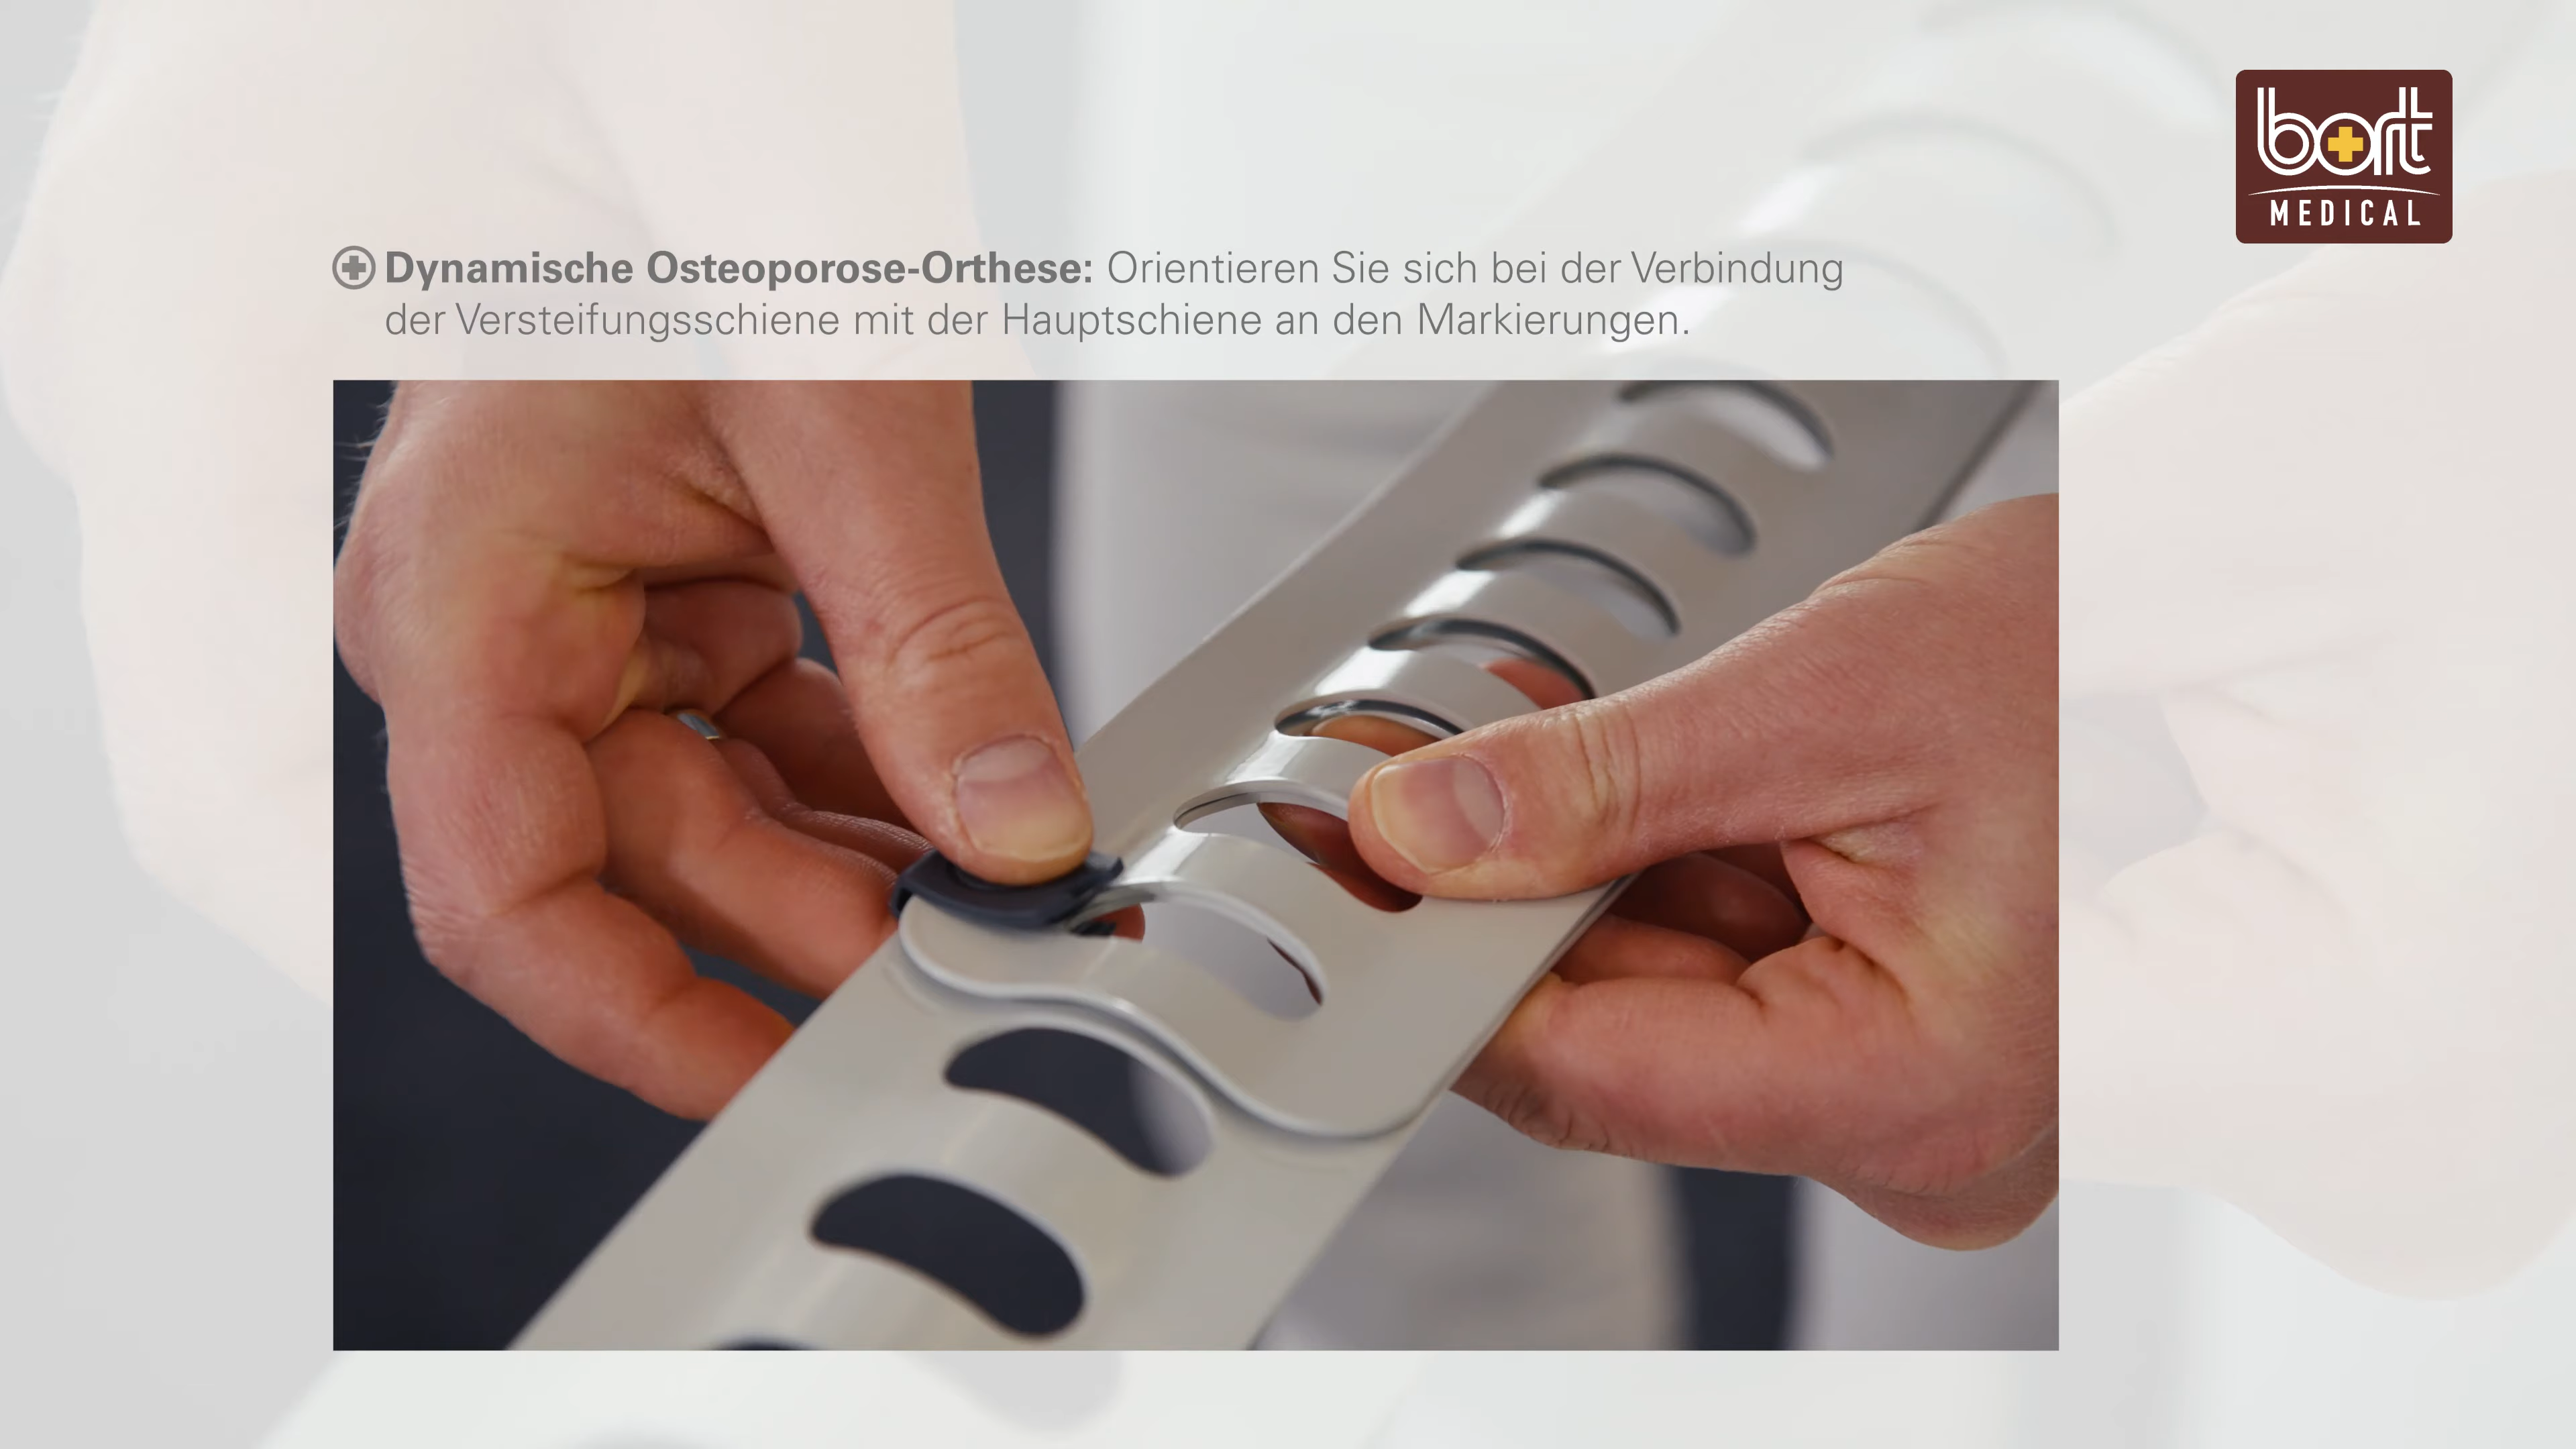 bort
MEDICAL
Dynamische Osteoporose-Orthese: Orientieren Sie sich bei der Verbindung
der Versteifungsschiene mit der Hauptschiene an den Markierungen.